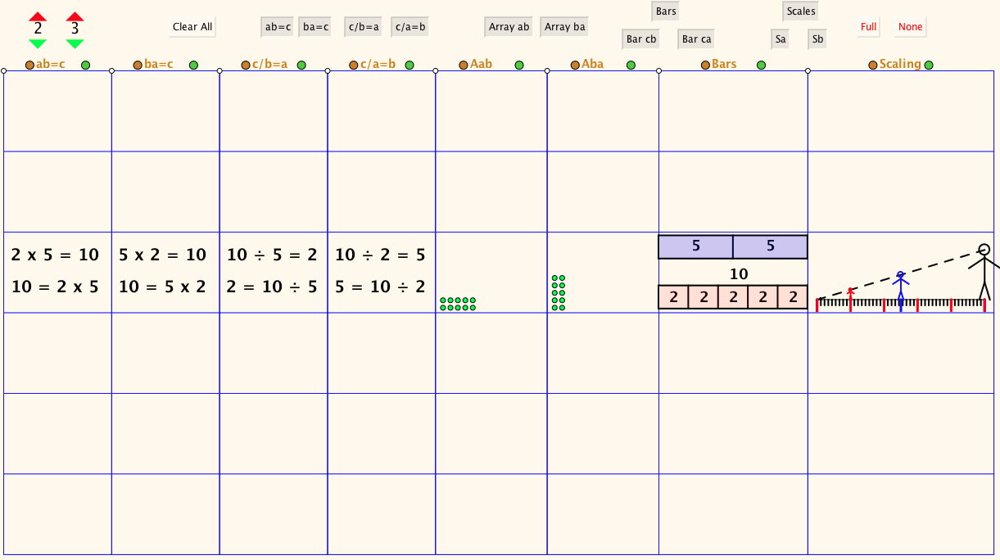 2 3
Clear All
ab=c ba=c c/b=a c/a=b
Array ab Array ba
Bars
Bar cb Bar ca
Scales
Sa Sb
Full None
ab=c ba=c c/b=a c/a=b Aab Aba Bars Scaling
2 x 5 = 10
10 = 2 x 5
5 x 2 = 10
10 = 5 x 2
10 ÷ 5 = 2
2 = 10 ÷ 5
10 ÷ 2 = 5
5 = 10 ÷ 2
5 5
10
2 2 2 2 2